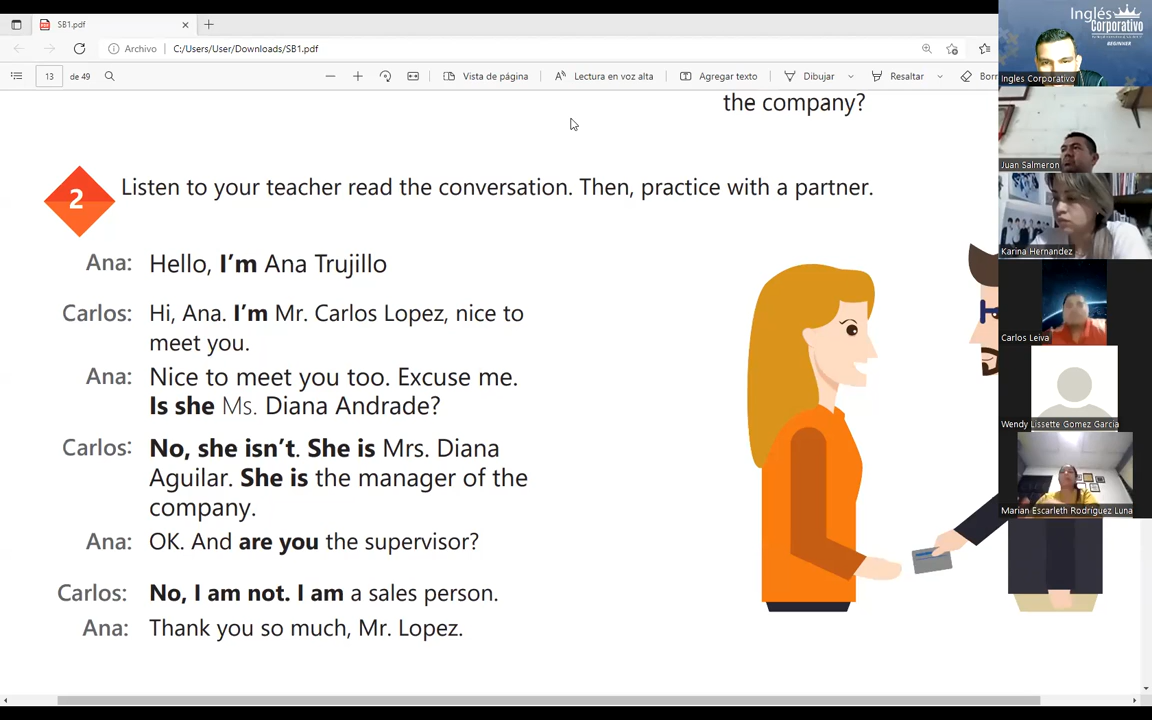 SB1.pdf
Archivo
C:/Users/User/Downloads/SB1.pdf
13 de 49
Vista de página
Lectura en voz alta
Agregar texto
Dibujar
Resaltar
Borr
the company?
2
Listen to your teacher read the conversation. Then, practice with a partner.
Ana: Hello, I'm Ana Trujillo
Carlos: Hi, Ana. I'm Mr. Carlos Lopez, nice to
meet you.
Ana: Nice to meet you too. Excuse me.
Is she Ms. Diana Andrade?
Carlos: No, she isn't. She is Mrs. Diana
Aguilar. She is the manager of the
company.
Ana: OK. And are you the supervisor?
Carlos: No, I am not. I am a sales person.
Ana: Thank you so much, Mr. Lopez.
Inglés
Corporativo
BEGINNER
Ingles Corporativo
Juan Salmeron
Karina Hernandez
Carlos Leiva
Wendy Lissette Gomez Garcia
Marian Escarleth Rodríguez Luna